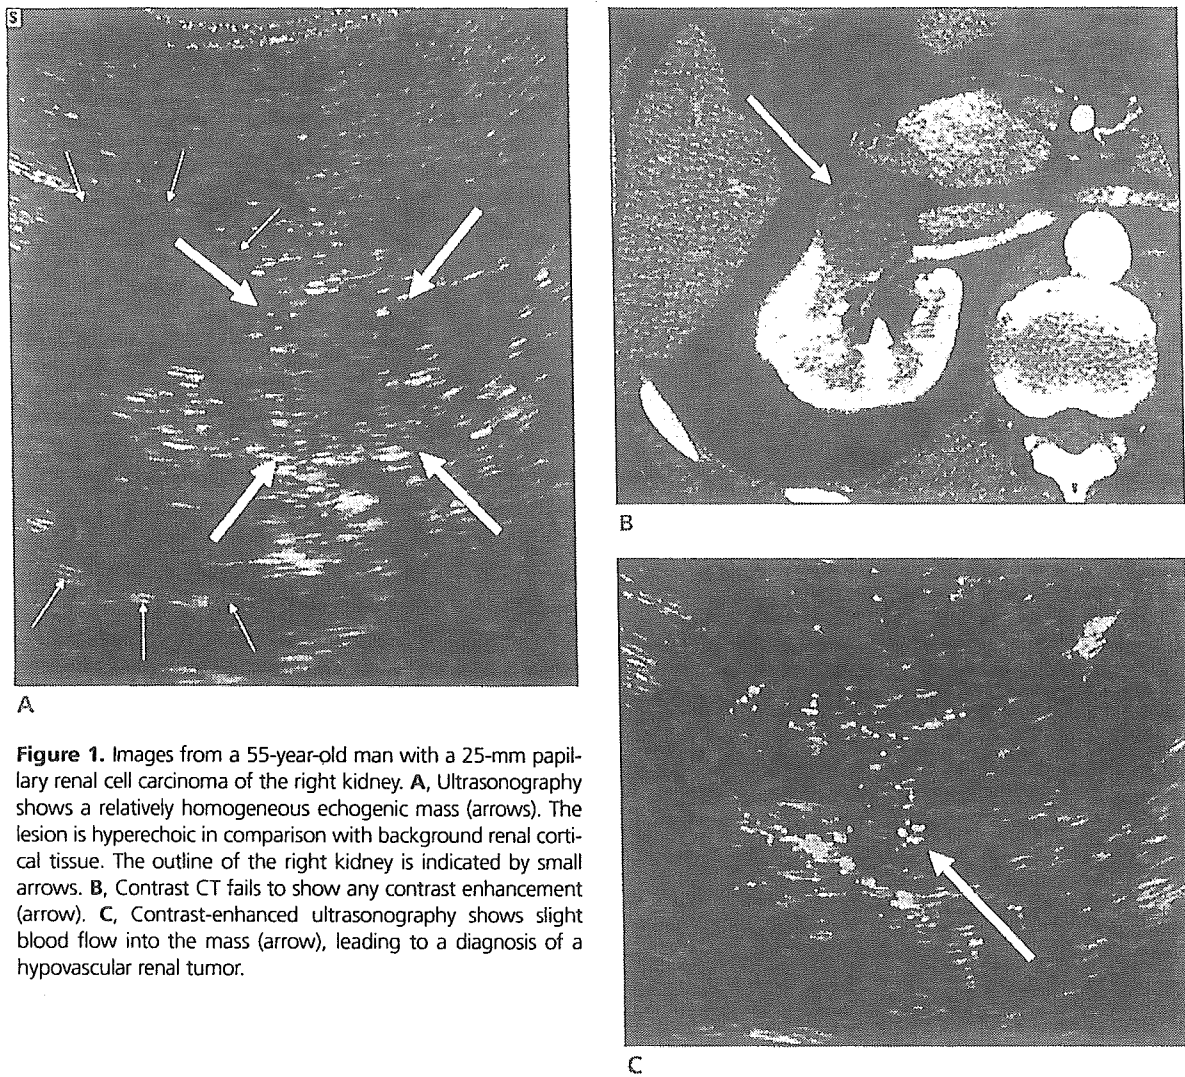 S
A
B
C
Figure 1. Images from a 55-year-old man with a 25-mm papil-
lary renal cell carcinoma of the right kidney. A, Ultrasonography
shows a relatively homogeneous echogenic mass (arrows). The
lesion is hyperechoic in comparison with background renal corti-
cal tissue. The outline of the right kidney is indicated by small
arrows. B, Contrast CT fails to show any contrast enhancement
(arrow). C, Contrast-enhanced ultrasonography shows slight
blood flow into the mass (arrow), leading to a diagnosis of a
hypovascular renal tumor.